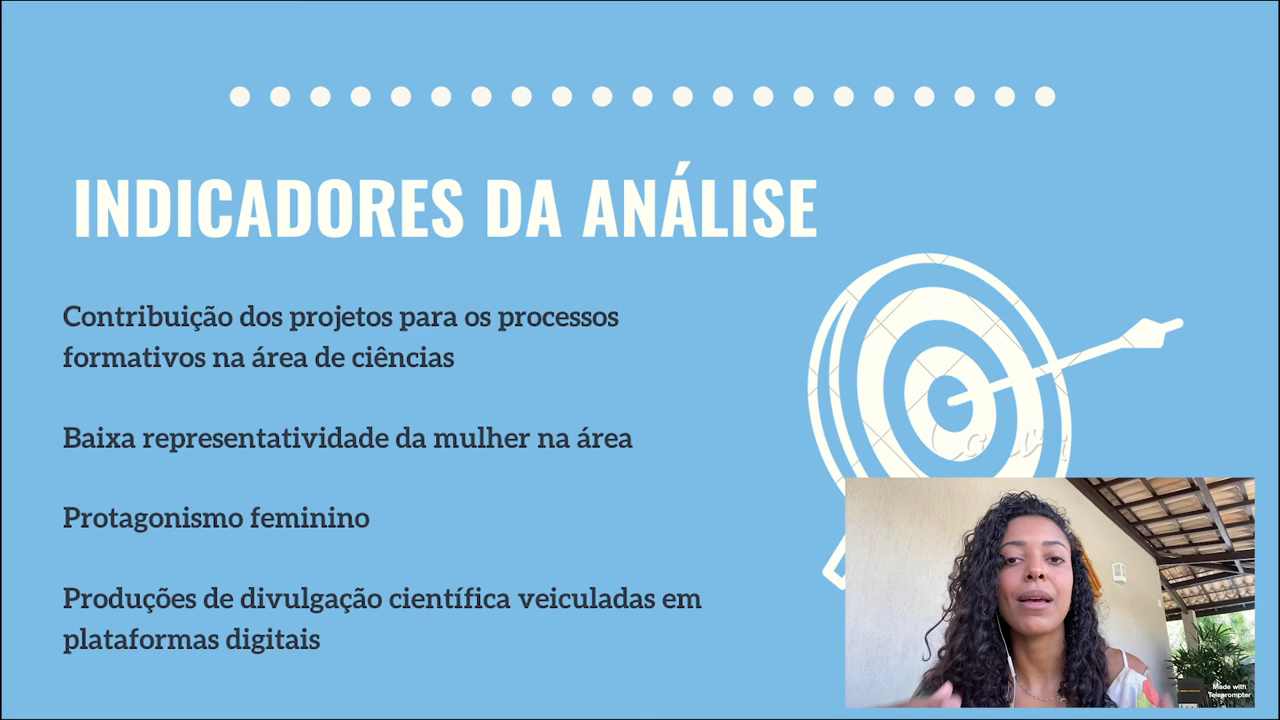 INDICADORES DA ANÁLISE
Contribuição dos projetos para os processos
formativos na área de ciências
Baixa representatividade da mulher na área
Protagonismo feminino
Produções de divulgação científica veiculadas em
plataformas digitais
Canva
Made with
Teleprompter